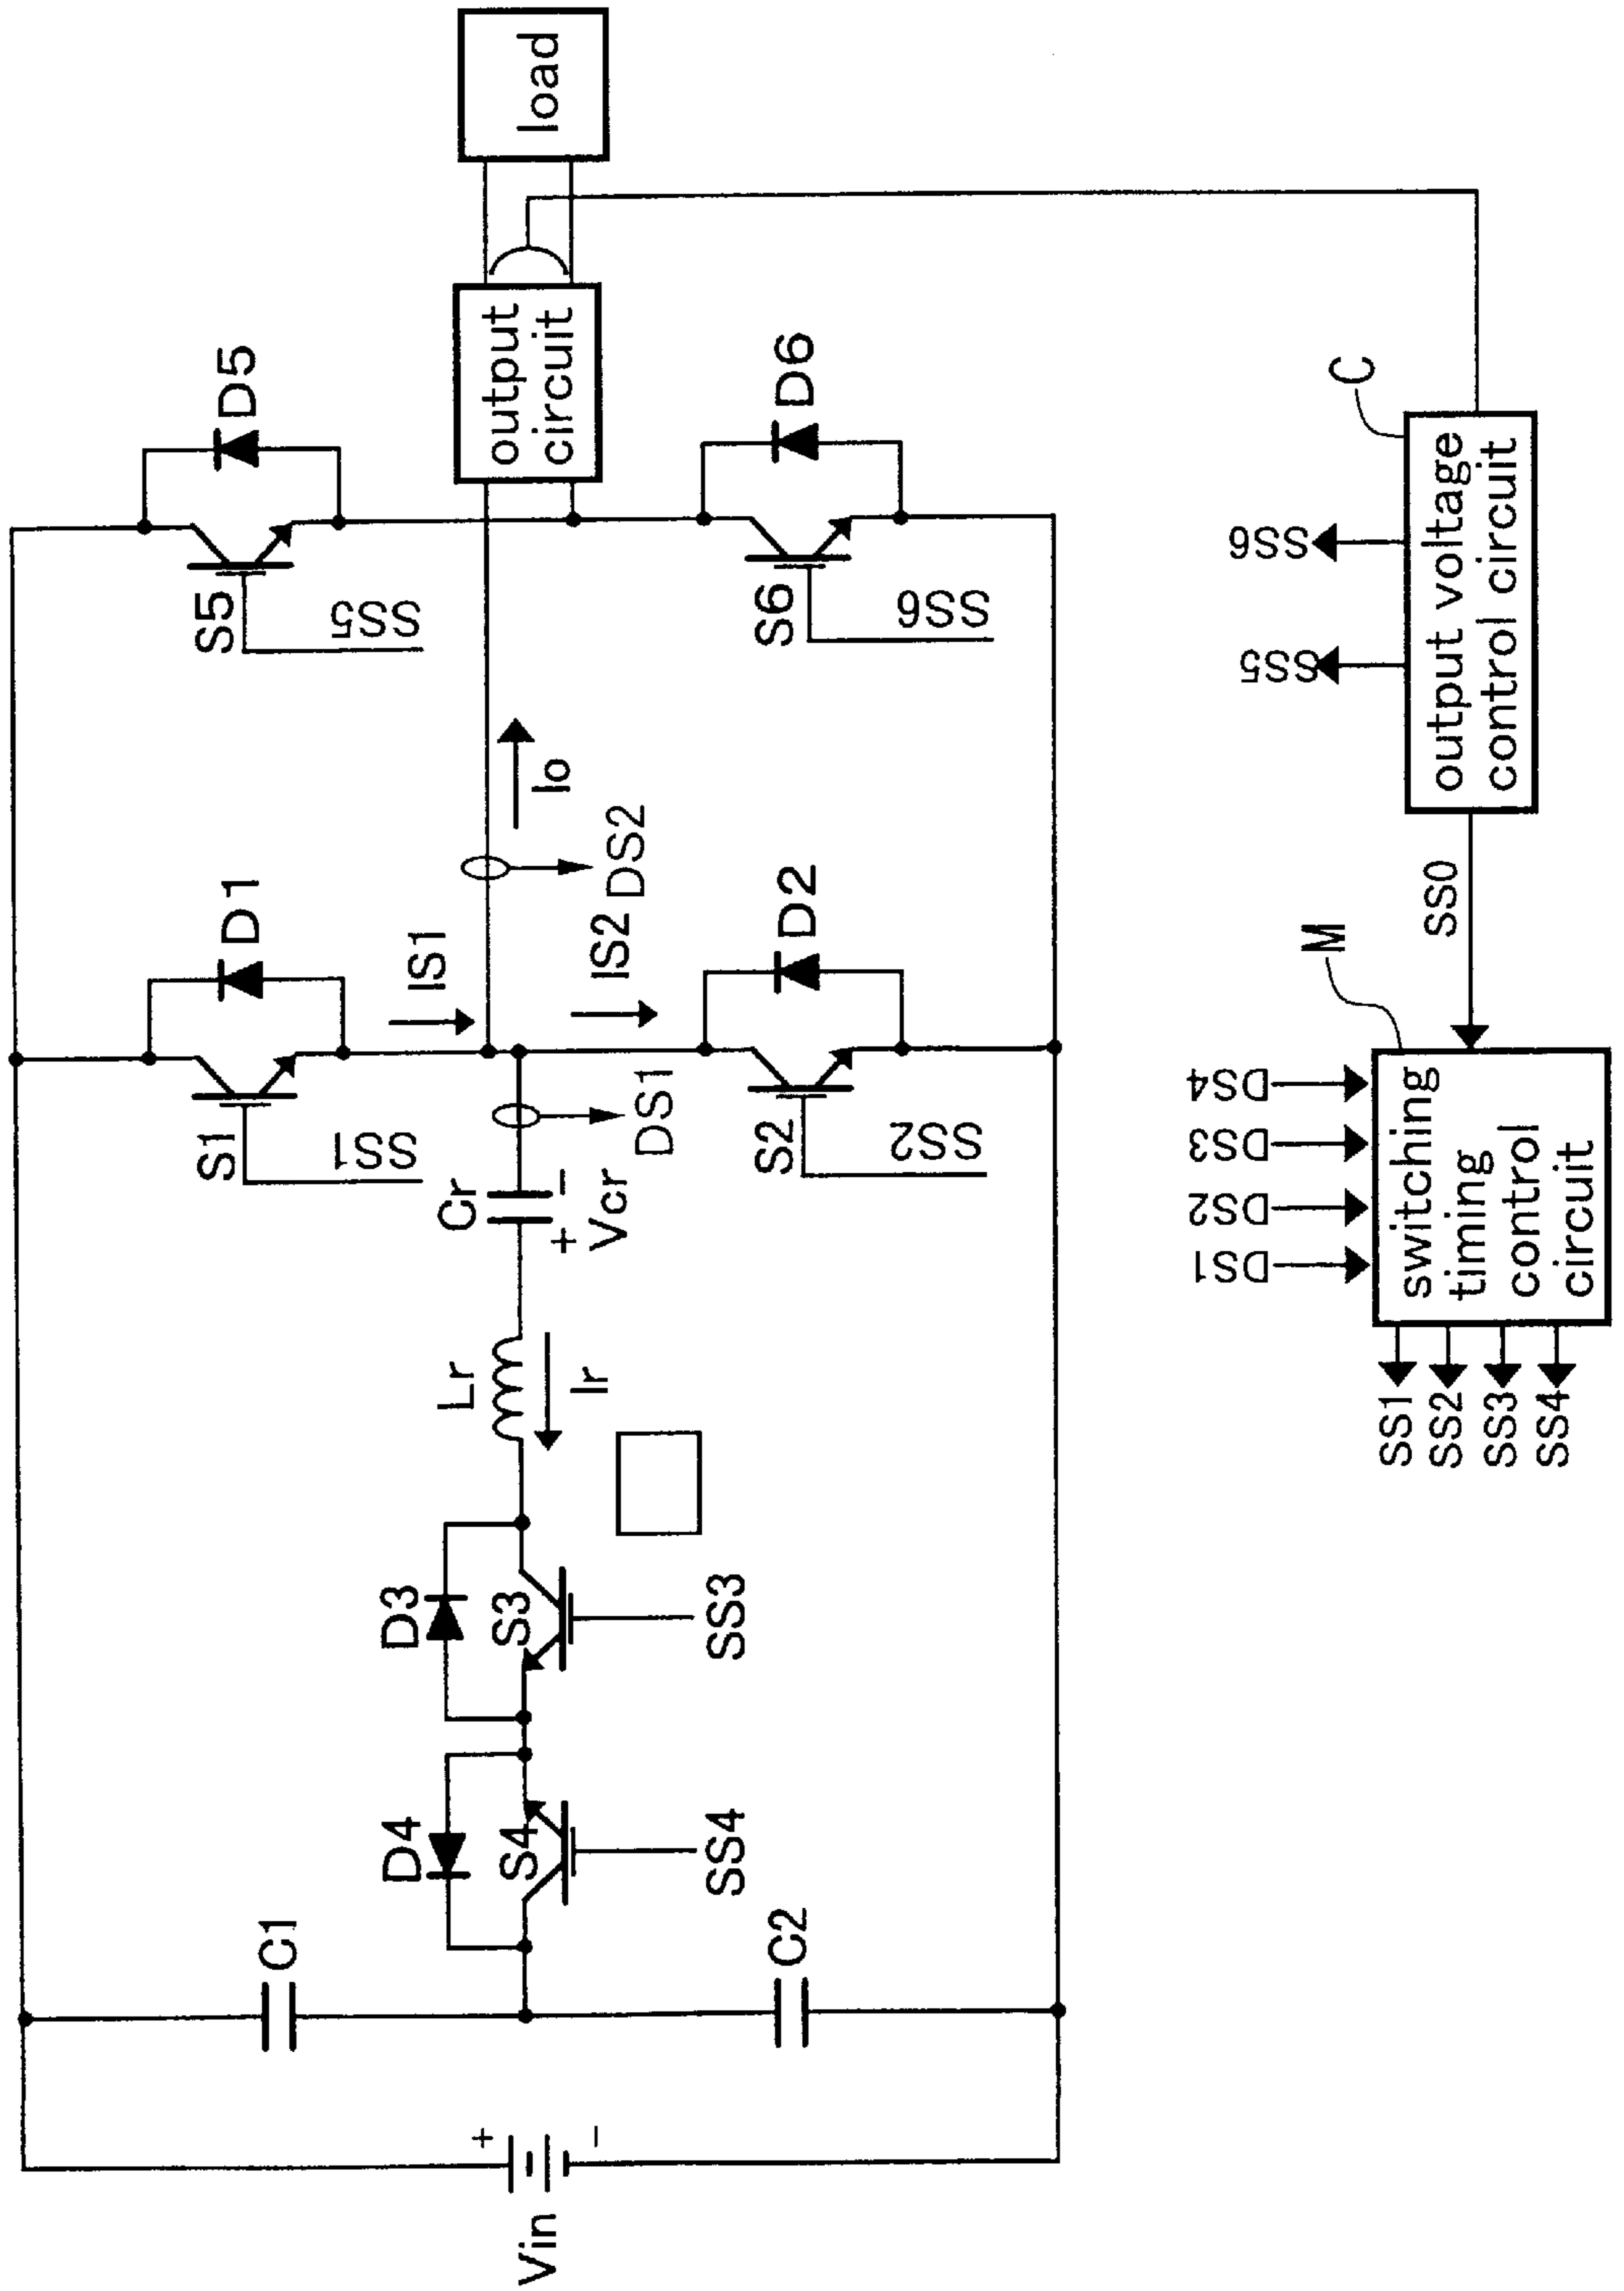 Vin
+
−
C1
C2
D4
S4
SS4
D3
S3
SS3
Lr
Ir
Cr
+
−
Vcr
DS1
S1
SS1
D1
IS1
S2
SS2
D2
IS2
DS2
Io
S5
SS5
D5
S6
SS6
D6
output
circuit
load
DS1
DS2
DS3
DS4
M
switching
timing
control
circuit
SS1
SS2
SS3
SS4
SS0
C
output voltage
control circuit
SS5
SS6